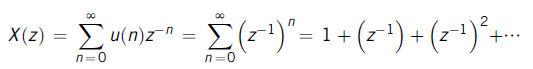 X(z) = ∑_{n=0}^{∞} u(n)z^{-n} = ∑_{n=0}^{∞} (z^{-1})^{n} = 1 + (z^{-1}) + (z^{-1})^{2} + ⋯